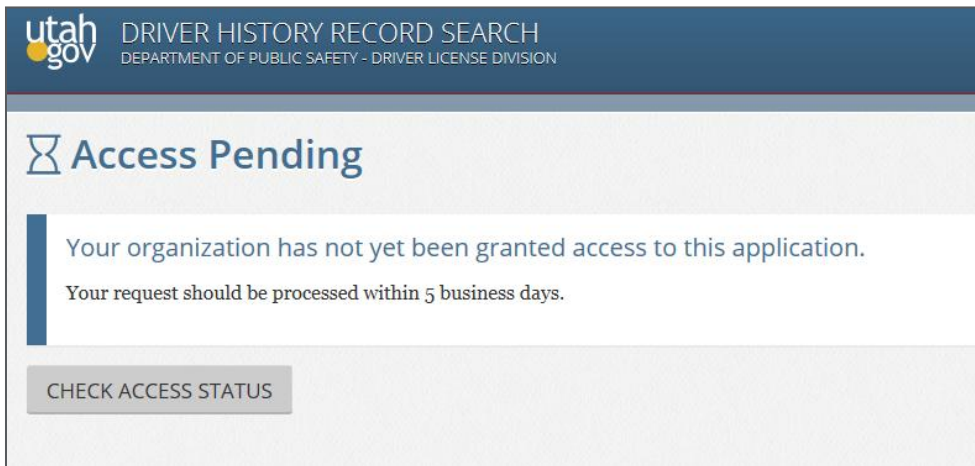 utah
gov
DRIVER HISTORY RECORD SEARCH
DEPARTMENT OF PUBLIC SAFETY - DRIVER LICENSE DIVISION
Access Pending
Your organization has not yet been granted access to this application.
Your request should be processed within 5 business days.
CHECK ACCESS STATUS